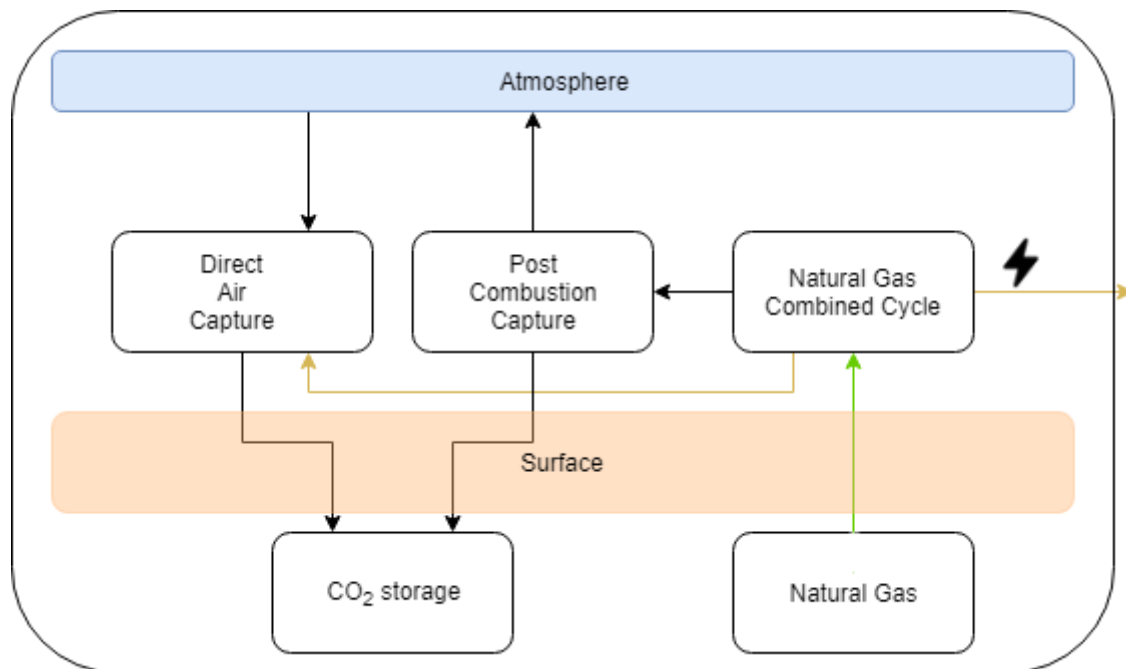 Atmosphere
Direct
Air
Capture
Post
Combustion
Capture
Natural Gas
Combined Cycle
Surface
CO₂ storage
Natural Gas